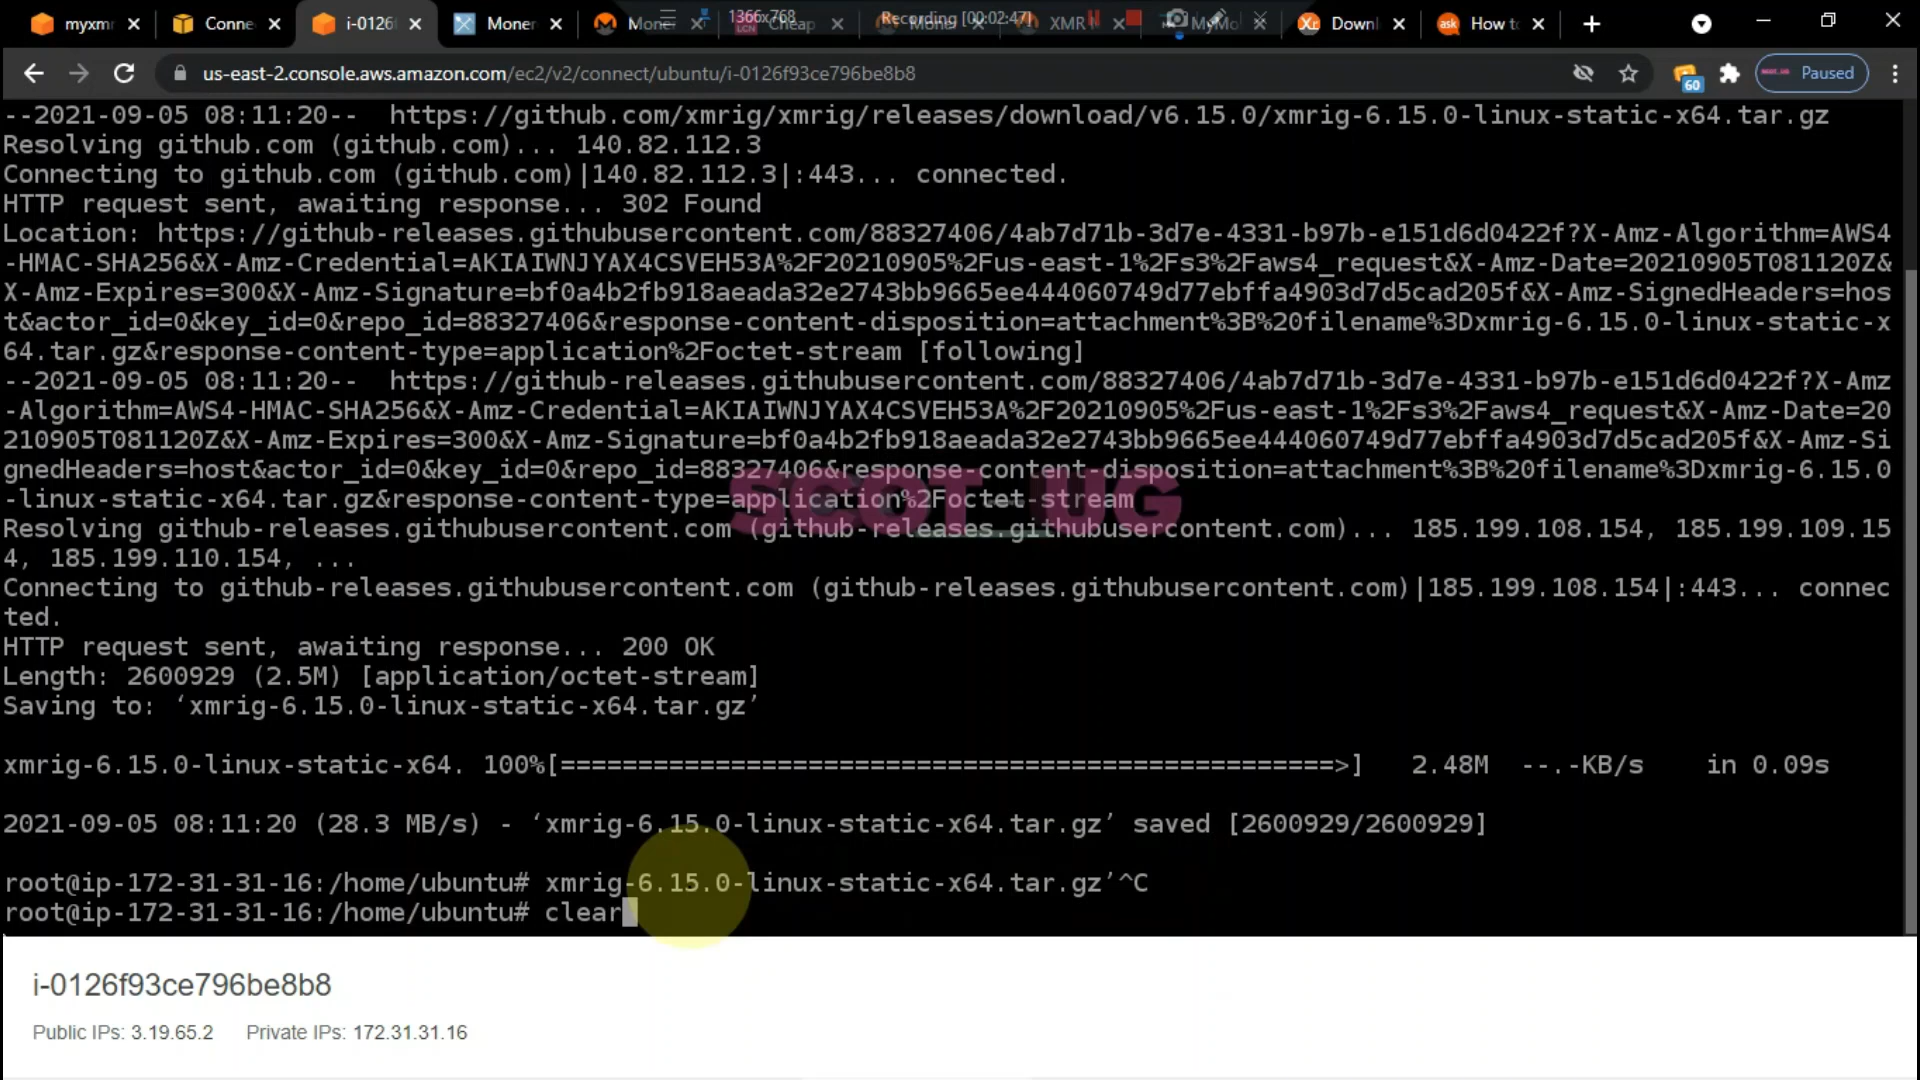 myxm
Conne
i-0126
Moner
Mone
1366x768
Cheap
Recording [00:02:47]
XMR
MyMo
Downl
How t
us-east-2.console.aws.amazon.com/ec2/v2/connect/ubuntu/i-0126f93ce796be8b8
60
Paused
--2021-09-05 08:11:20--  https://github.com/xmrig/xmrig/releases/download/v6.15.0/xmrig-6.15.0-linux-static-x64.tar.gz
Resolving github.com (github.com)... 140.82.112.3
Connecting to github.com (github.com)|140.82.112.3|:443... connected.
HTTP request sent, awaiting response... 302 Found
Location: https://github-releases.githubusercontent.com/88327406/4ab7d71b-3d7e-4331-b97b-e151d6d0422f?X-Amz-Algorithm=AWS4
-HMAC-SHA256&X-Amz-Credential=AKIAIWNJYAX4CSVEH53A%2F20210905%2Fus-east-1%2Fs3%2Faws4_request&X-Amz-Date=20210905T081120Z&
X-Amz-Expires=300&X-Amz-Signature=bf0a4b2fb918aeada32e2743bb9665ee444060749d77ebffa4903d7d5cad205f&X-Amz-SignedHeaders=hos
t&actor_id=0&key_id=0&repo_id=88327406&response-content-disposition=attachment%3B%20filename%3Dxmrig-6.15.0-linux-static-x
64.tar.gz&response-content-type=application%2Foctet-stream [following]
--2021-09-05 08:11:20--  https://github-releases.githubusercontent.com/88327406/4ab7d71b-3d7e-4331-b97b-e151d6d0422f?X-Amz
-Algorithm=AWS4-HMAC-SHA256&X-Amz-Credential=AKIAIWNJYAX4CSVEH53A%2F20210905%2Fus-east-1%2Fs3%2Faws4_request&X-Amz-Date=20
210905T081120Z&X-Amz-Expires=300&X-Amz-Signature=bf0a4b2fb918aeada32e2743bb9665ee444060749d77ebffa4903d7d5cad205f&X-Amz-Si
gnedHeaders=host&actor_id=0&key_id=0&repo_id=88327406&response-content-disposition=attachment%3B%20filename%3Dxmrig-6.15.0
-linux-static-x64.tar.gz&response-content-type=application%2Foctet-stream
SCOT_UG
Resolving github-releases.githubusercontent.com (github-releases.githubusercontent.com)... 185.199.108.154, 185.199.109.15
4, 185.199.110.154, ...
Connecting to github-releases.githubusercontent.com (github-releases.githubusercontent.com)|185.199.108.154|:443... connec
ted.
HTTP request sent, awaiting response... 200 OK
Length: 2600929 (2.5M) [application/octet-stream]
Saving to: ‘xmrig-6.15.0-linux-static-x64.tar.gz’
xmrig-6.15.0-linux-static-x64. 100%[==================================================>]   2.48M  --.-KB/s    in 0.09s
2021-09-05 08:11:20 (28.3 MB/s) - ‘xmrig-6.15.0-linux-static-x64.tar.gz’ saved [2600929/2600929]
root@ip-172-31-31-16:/home/ubuntu# xmrig-6.15.0-linux-static-x64.tar.gz’^C
root@ip-172-31-31-16:/home/ubuntu# clear
i-0126f93ce796be8b8
Public IPs: 3.19.65.2 Private IPs: 172.31.31.16